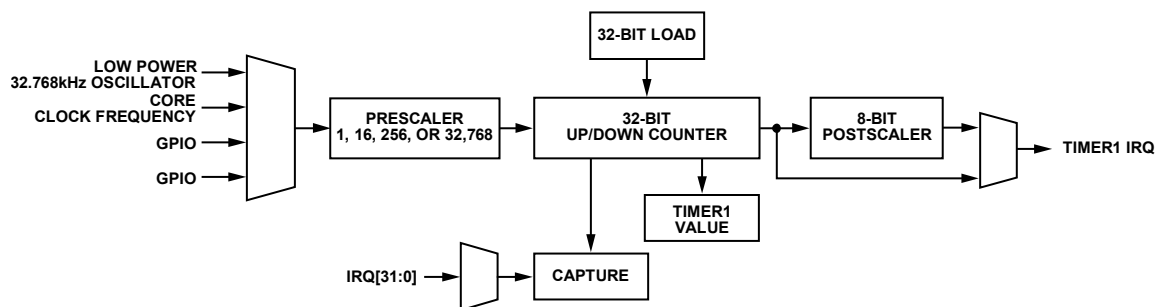 32-BIT LOAD
LOW POWER
32.768kHz OSCILLATOR
CORE
CLOCK FREQUENCY
GPIO
GPIO
PRESCALER
1, 16, 256, OR 32,768
32-BIT
UP/DOWN COUNTER
8-BIT
POSTSCALER
TIMER1 IRQ
TIMER1
VALUE
IRQ[31:0]
CAPTURE